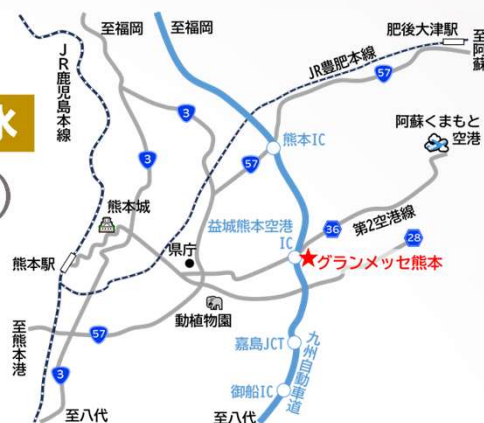 至福岡
至福岡
肥後大津駅
至阿蘇
JR鹿児島本線
JR豊肥本線
57
水
3
阿蘇くまもと
空港
熊本IC
3
57
熊本城
益城熊本空港
IC
36
第2空港線
28
熊本駅
県庁
グランメッセ熊本
動植物園
至熊本港
57
嘉島JCT
九州自動車道
3
御船IC
至八代
至八代